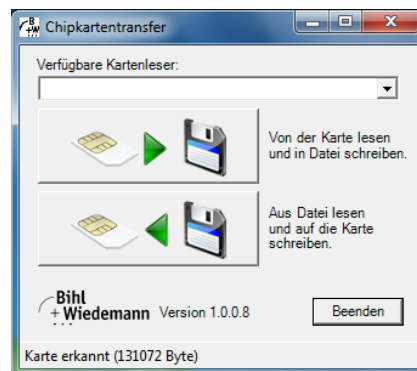 Chipkartentransfer
Verfügbare Kartenleser:
Von der Karte lesen
und in Datei schreiben.
Aus Datei lesen
und auf die Karte
schreiben.
Bihl
+ Wiedemann Version 1.0.0.8
Beenden
Karte erkannt (131072 Byte)